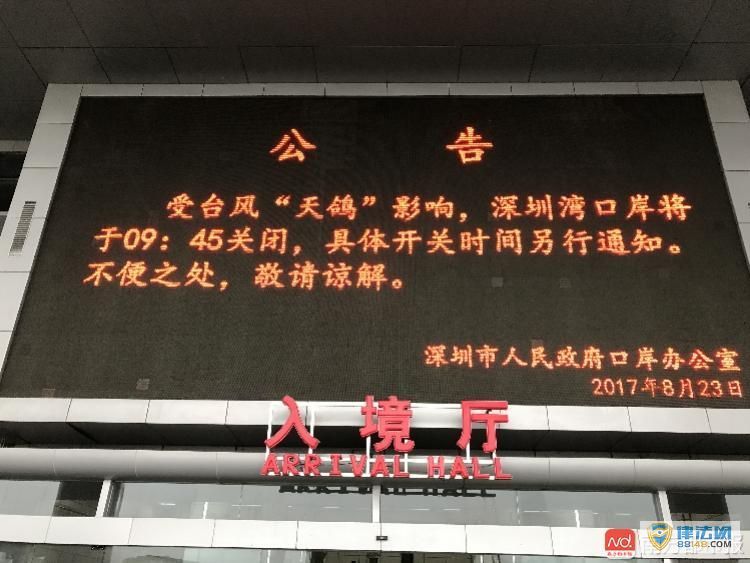 公 告
受台风“天鸽”影响，深圳湾口岸将
于09：45关闭，具体开关时间另行通知。
不便之处，敬请谅解。
深圳市人民政府口岸办公室
2017年8月23日
入境厅
ARRIVAL HALL
律法网
88148.COM